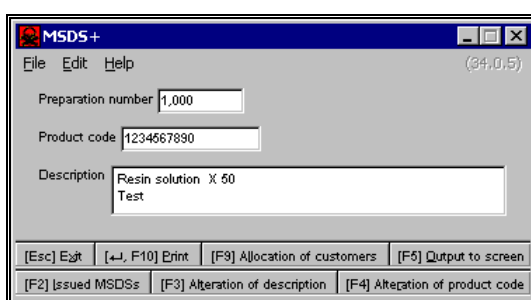 MSDS+
File Edit Help (34.0.5)
Preparation number 1,000
Product code 1234567890
Description Resin solution X 50
Test
[Esc] Exit [↵, F10] Print [F9] Allocation of customers [F5] Output to screen
[F2] Issued MSDSs [F3] Alteration of description [F4] Alteration of product code